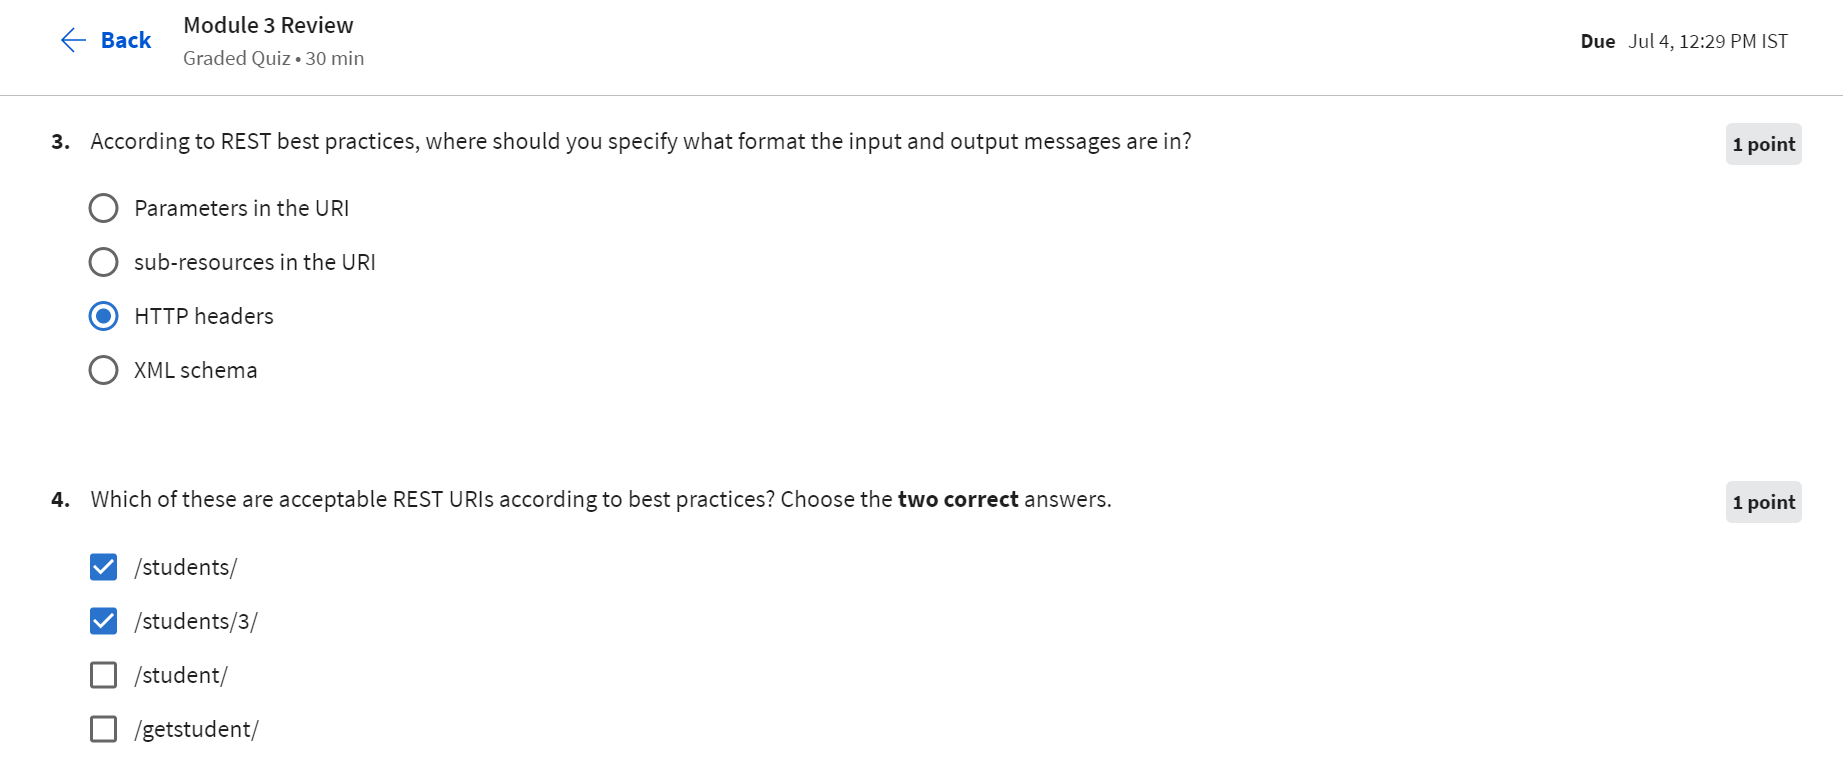 Back
Module 3 Review
Graded Quiz • 30 min
Due Jul 4, 12:29 PM IST
3. According to REST best practices, where should you specify what format the input and output messages are in?
1 point
Parameters in the URI
sub-resources in the URI
HTTP headers
XML schema
4. Which of these are acceptable REST URIs according to best practices? Choose the two correct answers.
1 point
/students/
/students/3/
/student/
/getstudent/